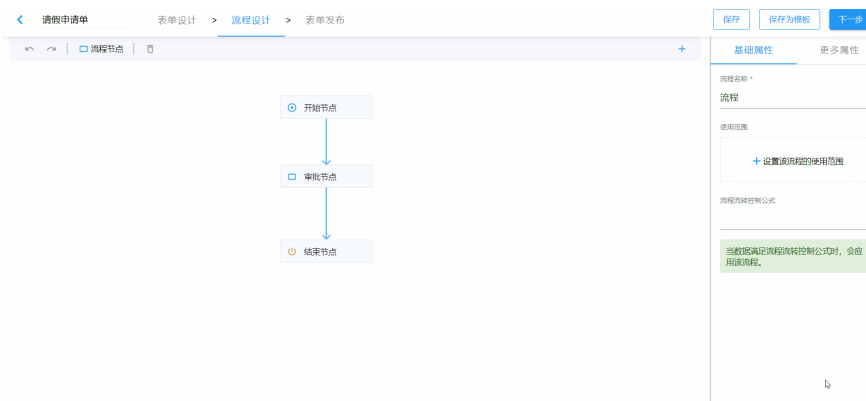 请假申请单 表单设计 > 流程设计 > 表单发布 保存 保存为模板 下一步
流程节点 +
基础属性 更多属性
流程名称 *
流程
使用范围
+ 设置该流程的使用范围
流程流转控制公式
当数据满足流程流转控制公式时，会应
用该流程。
开始节点
审批节点
结束节点